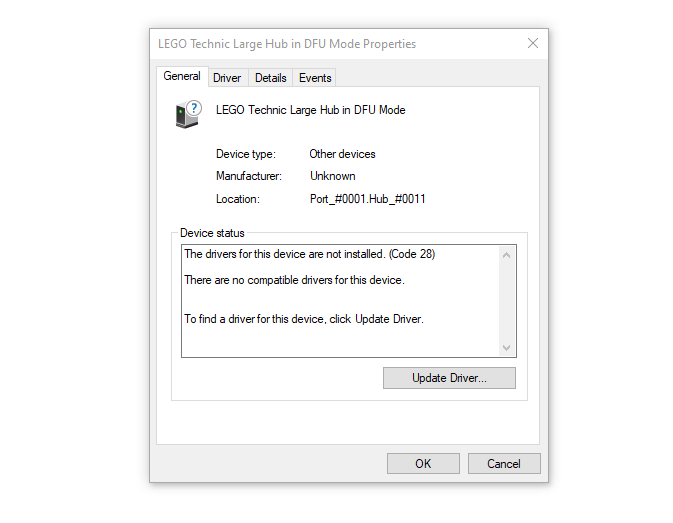 LEGO Technic Large Hub in DFU Mode Properties
General Driver Details Events
?
LEGO Technic Large Hub in DFU Mode
Device type: Other devices
Manufacturer: Unknown
Location: Port_#0001.Hub_#0011
Device status
The drivers for this device are not installed. (Code 28)
There are no compatible drivers for this device.
To find a driver for this device, click Update Driver.
Update Driver...
OK Cancel